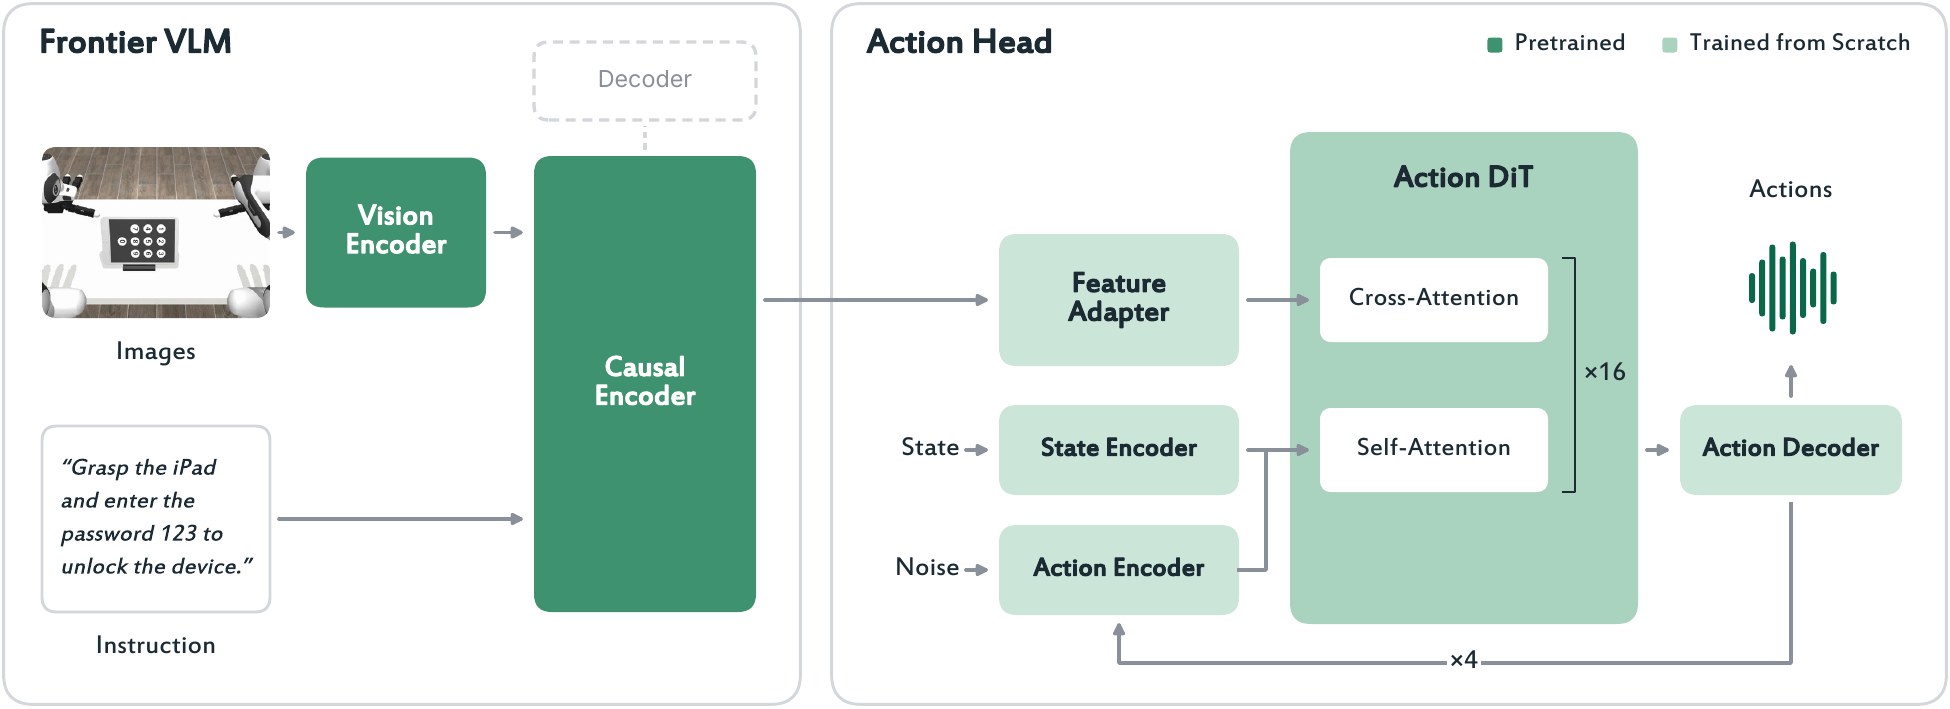 Frontier VLM
Decoder
Vision
Encoder
Causal
Encoder
Images
“Grasp the iPad
and enter the
password 123 to
unlock the device.”
Instruction
Action Head
Pretrained
Trained from Scratch
Action DiT
Feature
Adapter
Cross-Attention
×16
State
State Encoder
Self-Attention
Noise
Action Encoder
Actions
Action Decoder
×4